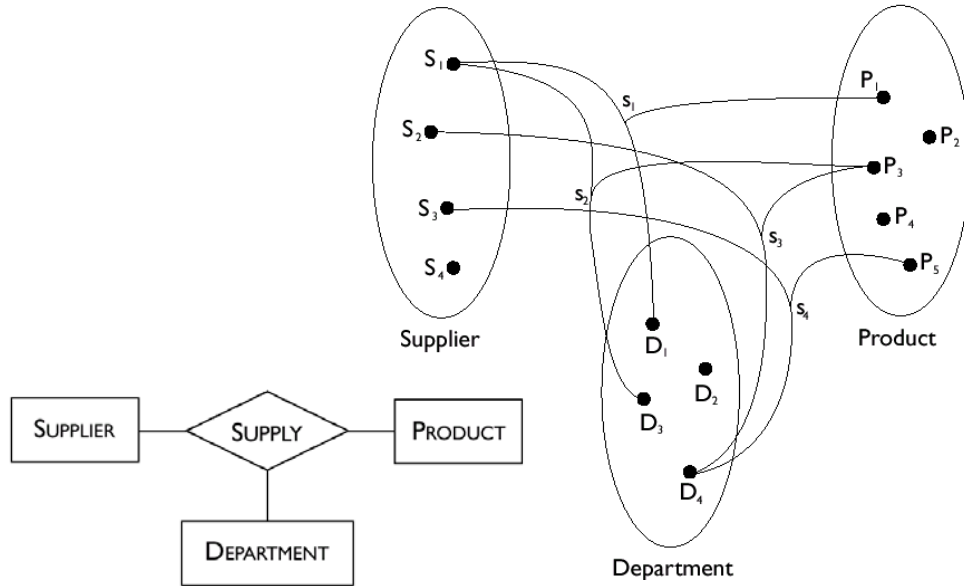 S₁
S₂
S₃
S₄
Supplier
s₁
s₂
s₃
s₄
P₁
P₂
P₃
P₄
P₅
Product
D₁
D₂
D₃
D₄
Department
SUPPLIER
SUPPLY
PRODUCT
DEPARTMENT